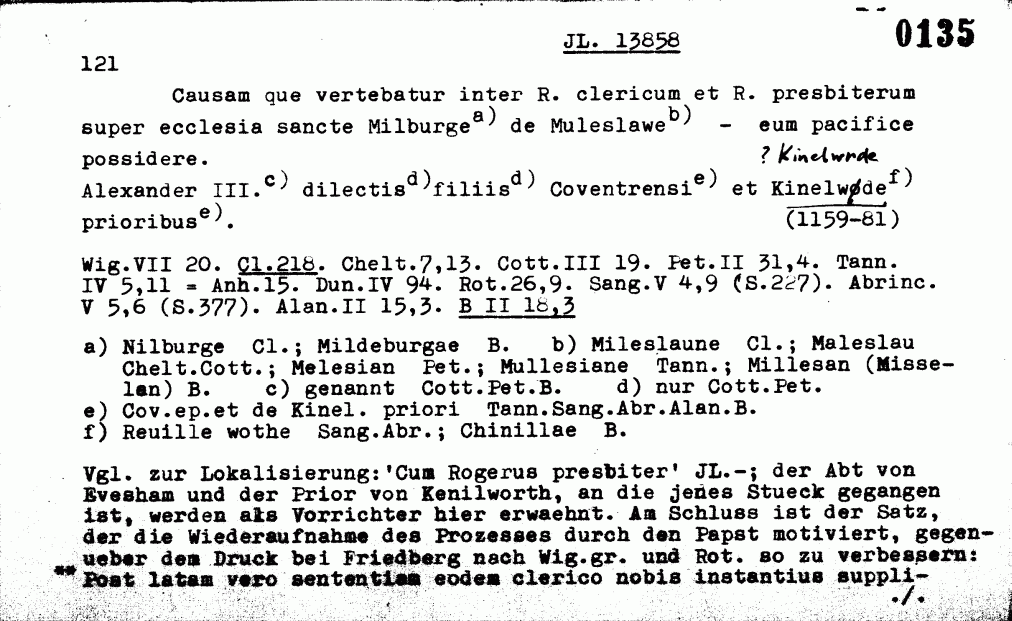 JL. 13858 0135
121
Causam que vertebatur inter R. clericum et R. presbiterum
super ecclesia sancte Milburge a) de Muleslawe b) - eum pacifice
possidere. ? Kinelwrde
Alexander III. c) dilectis d) filiis d) Coventrensi e) et Kinelwode f)
prioribus e). (1159-81)
Wig.VII 20. Cl.218. Chelt.7,13. Cott.III 19. Pet.II 31,4. Tann.
IV 5,11 = Anh.15. Dun.IV 94. Rot.26,9. Sang.V 4,9 (S.227). Abrinc.
V 5,6 (S.377). Alan.II 15,3. B II 18,3
a) Nilburge Cl.; Mildeburgae B. b) Mileslaune Cl.; Maleslau
Chelt.Cott.; Melesian Pet.; Mullesiane Tann.; Millesan (Misse-
lan) B. c) genannt Cott.Pet.B. d) nur Cott.Pet.
e) Cov.ep.et de Kinel. priori Tann.Sang.Abr.Alan.B.
f) Reuille wothe Sang.Abr.; Chinillae B.
Vgl. zur Lokalisierung: 'Cum Rogerus presbiter' JL.-; der Abt von
Evesham und der Prior von Kenilworth, an die jenes Stueck gegangen
ist, werden als Vorrichter hier erwaehnt. Am Schluss ist der Satz,
der die Wiederaufnahme des Prozesses durch den Papst motiviert, gegen-
ueber dem Druck bei Friedberg nach Wig.gr. und Rot. so zu verbessern:
** Post latam vero sententiam eodem clerico nobis instantius suppli-
./.